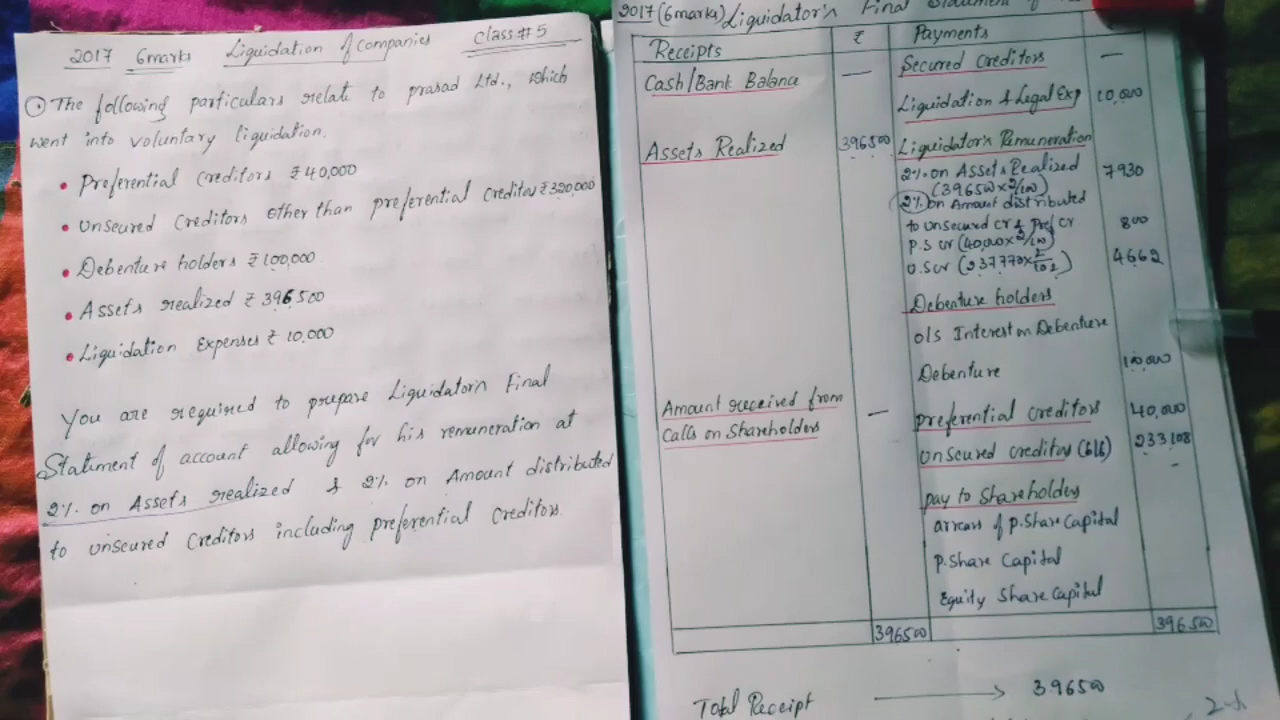 2017 6marks Liquidation of companies class#5
The following particulars relate to prasad Ltd., which
went into voluntary liquidation.
• Preferential creditors ₹40,000
• Unsecured Creditors other than preferential creditors ₹320,000
• Debenture holders ₹ 1,00,000
• Assets realized ₹ 396,500
• Liquidation Expenses ₹ 10,000
You are required to prepare Liquidators Final
Statement of account allowing for his remuneration at
2% on Assets realized & 2% on Amount distributed
to unscured Creditors including preferential Creditors.
2017 (6marks) Liquidator's Final Statement of
Receipts ₹ Payments
Cash/Bank Balance — Secured Creditors —
Liquidation & Legal Exp 10,000
Assets Realized 396500 Liquidator's Remuneration
2% on Assets Realized 7930
(396500 x 2/100)
2% on Amount distributed
to unsecured cr & Pref cr 800
P.S cr (40,000 x 2/100)
U.S cr (237770 x 2/102) 4662
Debenture holders
o/s Interest on Debenture
Debenture 1,00,000
Amount received from — preferential creditors 40,000
Calls on Shareholders unscured creditors (b/b) 233,108
pay to Shareholders
arrears of p.Share Capital
p.Share Capital
Equity Share Capital
396500 396500
Total Receipt → 396500